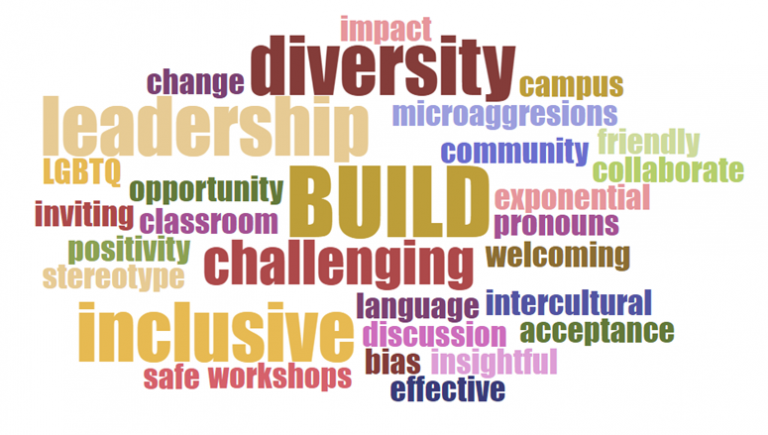 impact
diversity
change
campus
leadership
microaggresions
friendly
community
collaborate
LGBTQ
opportunity
BUILD
exponential
inviting
classroom
pronouns
positivity
challenging
welcoming
stereotype
language
intercultural
inclusive
discussion
acceptance
bias
insightful
safe workshops
effective